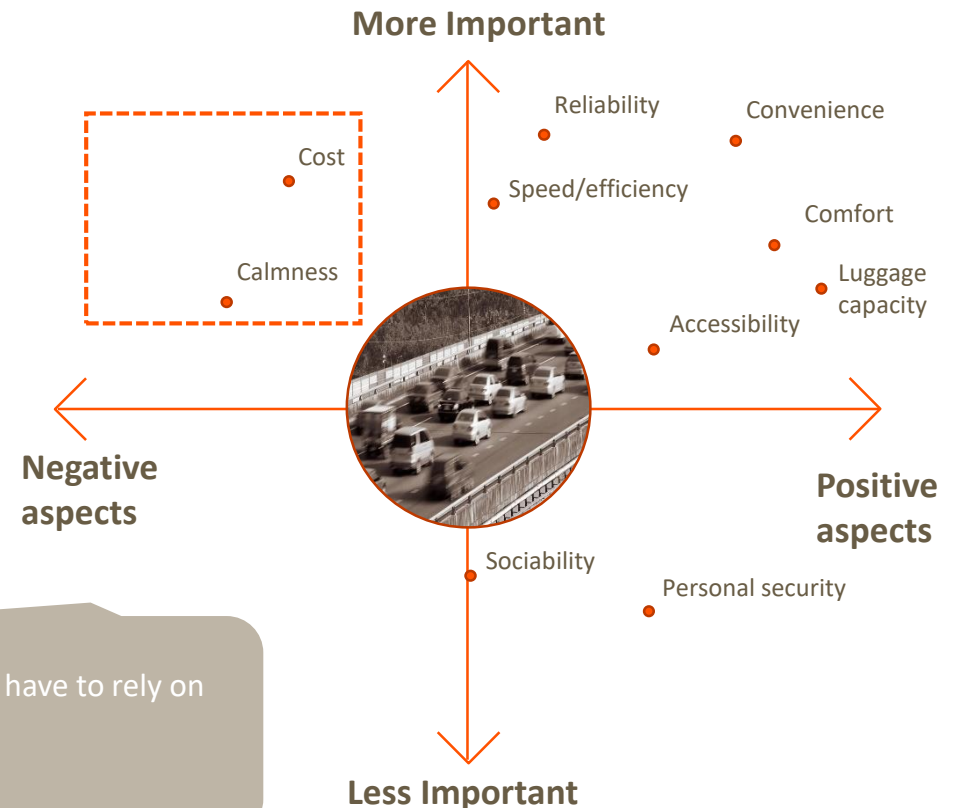 More Important
Reliability
Convenience
Cost
Speed/efficiency
Comfort
Calmness
Luggage
capacity
Accessibility
Negative
aspects
Positive
aspects
Sociability
Personal security
have to rely on
Less Important